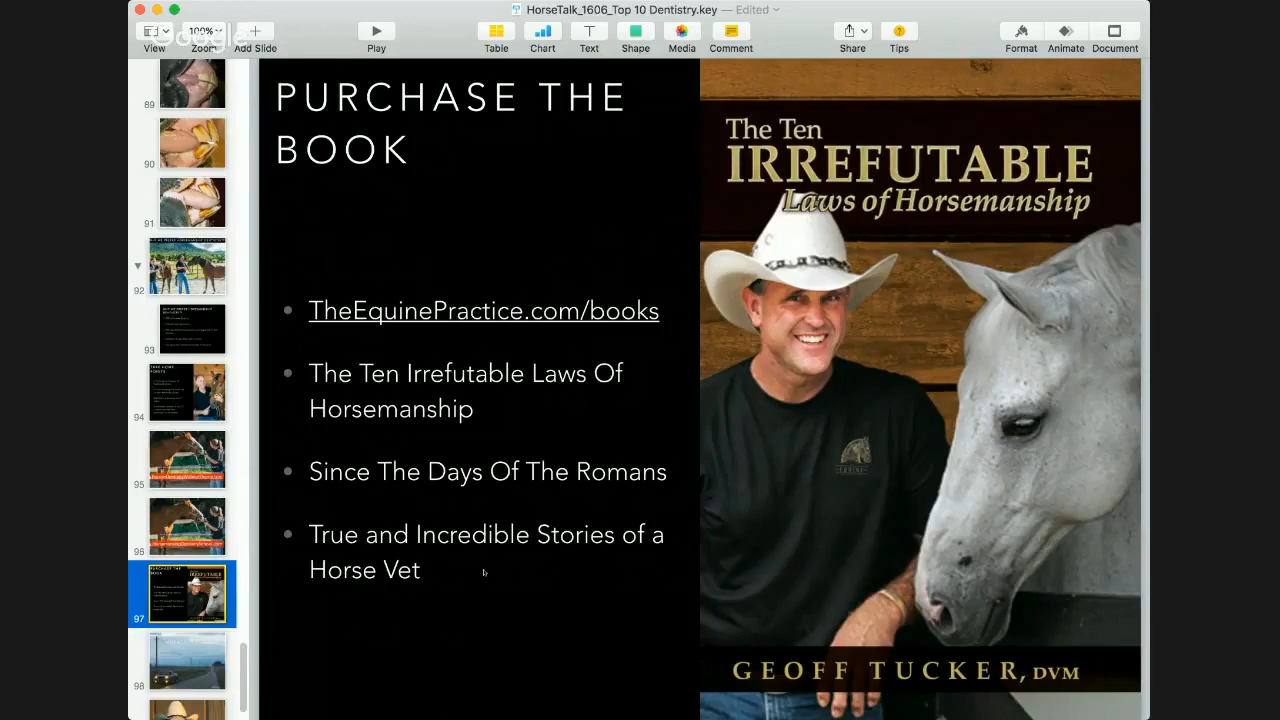 HorseTalk_1606_Top 10 Dentistry.key — Edited
100%
View
Zoom
Add Slide
Play
Table
Chart
Text
Shape
Media
Comment
Share
Tips
Format
Animate
Document
Google
89
90
91
92
93
94
95
96
97
98
PURCHASE THE
BOOK
TheEquinePractice.com/books
The Ten Irrefutable Laws Of
Horsemanship
Since The Days Of The Romans
True and Incredible Stories of a
Horse Vet
The Ten
IRREFUTABLE
Laws of Horsemanship
EQUINE
GEOFF TUCKER, DVM